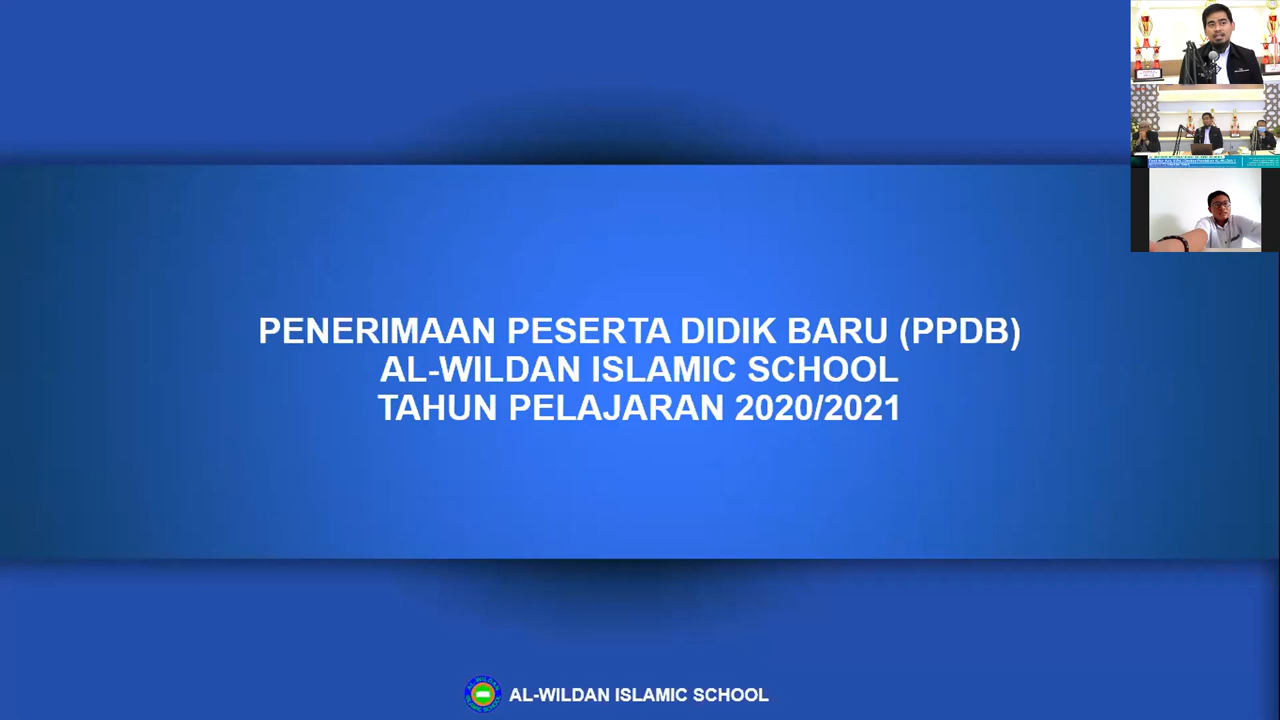 PENERIMAAN PESERTA DIDIK BARU (PPDB)
AL-WILDAN ISLAMIC SCHOOL
TAHUN PELAJARAN 2020/2021
AL-WILDAN ISLAMIC SCHOOL